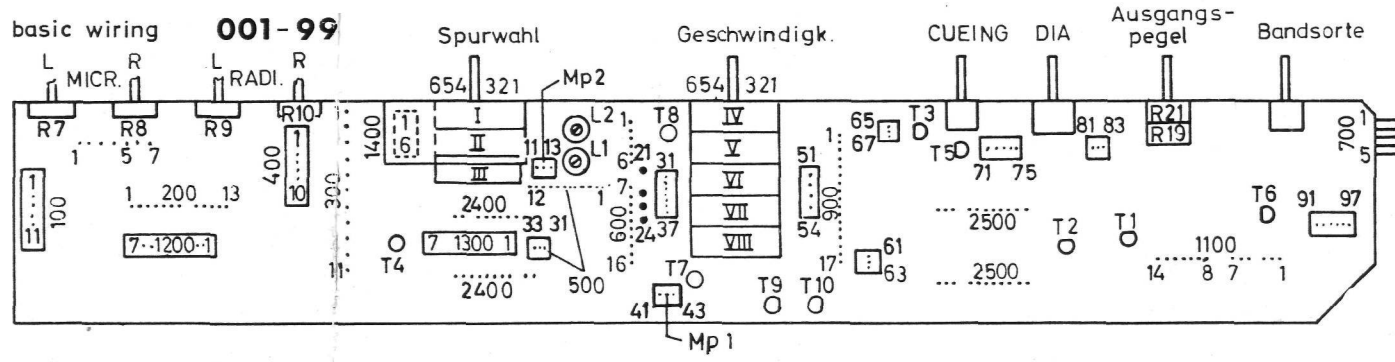 basic wiring 001-99 Spurwahl Geschwindigk. CUEING DIA Ausgangs-
pegel Bandsorte
L MICR. R L RADI. R
654 321 Mp2 654 321
R7 R8 R9 R10 I II III L2 L1 T8 IV V VI VII VIII T3 R21 R19
1 5 7
400 1 10
300 11
1400 1 6
11 13 12
1 6 7 16 600
21 24
31 37
51 54
1 17 900
65 67
T5 71 75
81 83
700 1 5
1 11 100
1 200 13
7 1200 1
T4
2400
7 1300 1
2400
33 31
1
500
T7
41 43
Mp 1
T9 T10
61 63
2500
2500
T2 T1
1100
14 8 7 1
T6
91 97